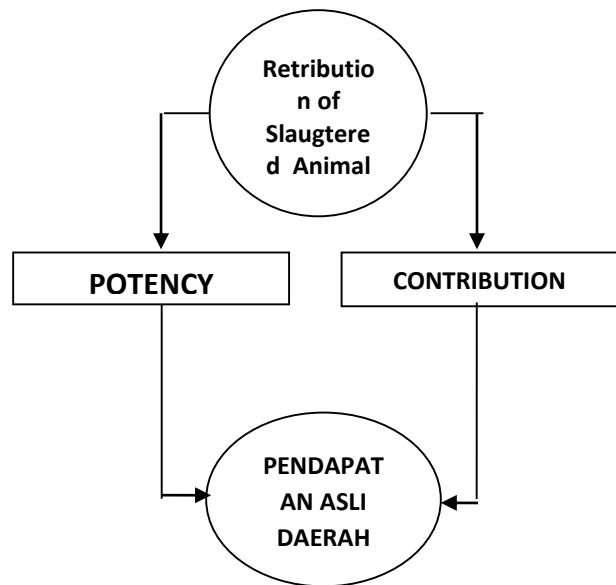 Retributio
n of
Slaugtere
d Animal
POTENCY
CONTRIBUTION
PENDAPAT
AN ASLI
DAERAH